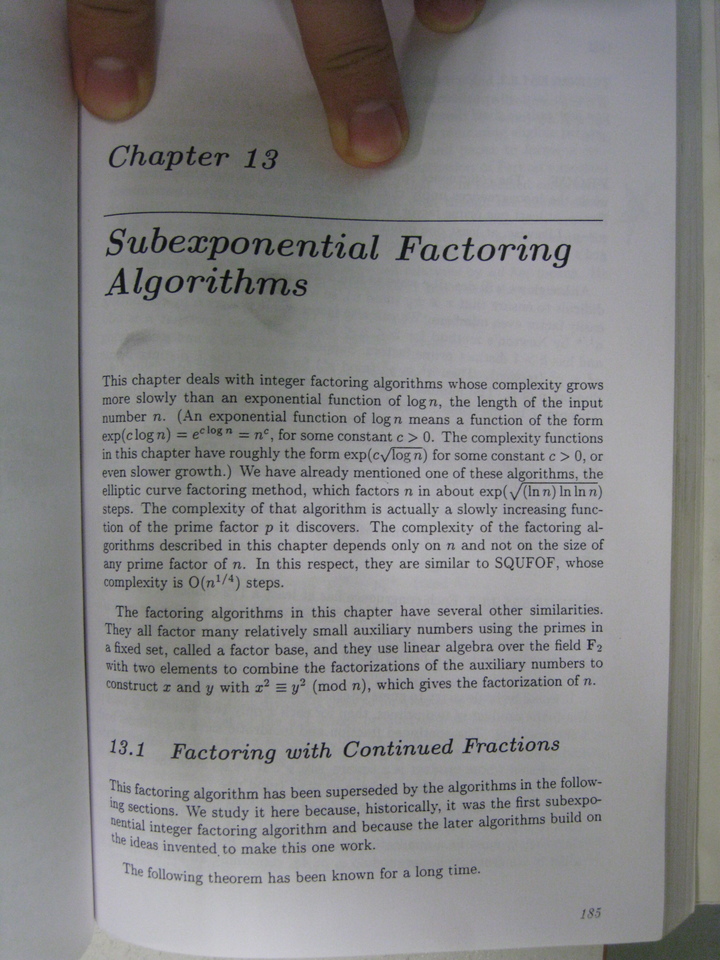 Chapter 13
Subexponential Factoring
Algorithms
This chapter deals with integer factoring algorithms whose complexity grows
more slowly than an exponential function of log n, the length of the input
number n. (An exponential function of log n means a function of the form
exp(c log n) = e^{c log n} = n^c, for some constant c > 0. The complexity functions
in this chapter have roughly the form exp(c√log n) for some constant c > 0, or
even slower growth.) We have already mentioned one of these algorithms, the
elliptic curve factoring method, which factors n in about exp(√(ln n) ln ln n)
steps. The complexity of that algorithm is actually a slowly increasing func-
tion of the prime factor p it discovers. The complexity of the factoring al-
gorithms described in this chapter depends only on n and not on the size of
any prime factor of n. In this respect, they are similar to SQUFOF, whose
complexity is O(n^{1/4}) steps.
The factoring algorithms in this chapter have several other similarities.
They all factor many relatively small auxiliary numbers using the primes in
a fixed set, called a factor base, and they use linear algebra over the field F₂
with two elements to combine the factorizations of the auxiliary numbers to
construct x and y with x² ≡ y² (mod n), which gives the factorization of n.
13.1 Factoring with Continued Fractions
This factoring algorithm has been superseded by the algorithms in the follow-
ing sections. We study it here because, historically, it was the first subexpo-
nential integer factoring algorithm and because the later algorithms build on
the ideas invented to make this one work.
The following theorem has been known for a long time.
185